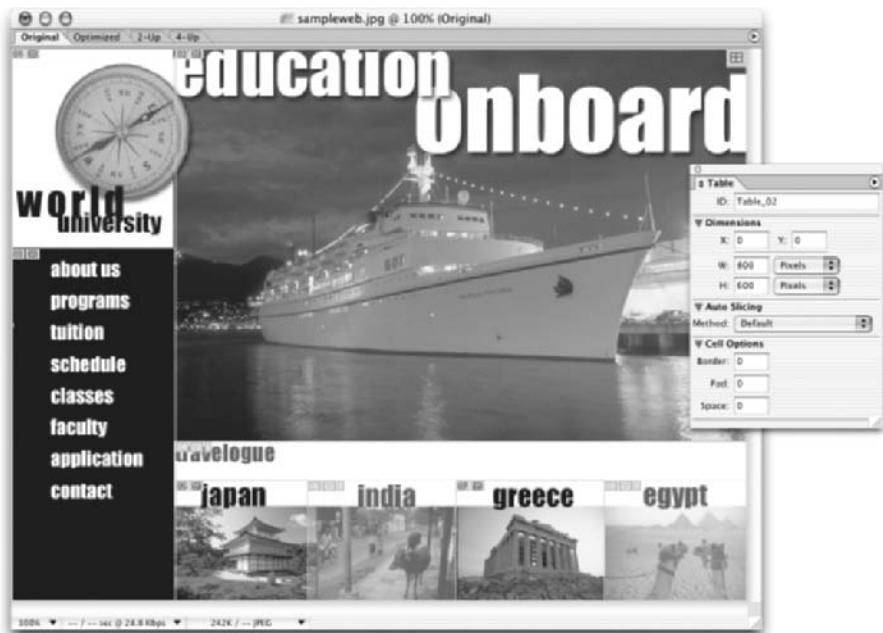 sampleweb.jpg @ 100% (Original)
Original Optimized 2-Up 4-Up
education
onboard
world
university
about us
programs
tuition
schedule
classes
faculty
application
contact
travelogue
japan india greece egypt
100% -- / -- sec @ 28.8 Kbps 242K / -- JPEG
Table
ID: Table_02
Dimensions
X: 0 Y: 0
W: 800 Pixels
H: 600 Pixels
Auto Slicing
Method: Default
Cell Options
Border: 0
Pad: 0
Space: 0